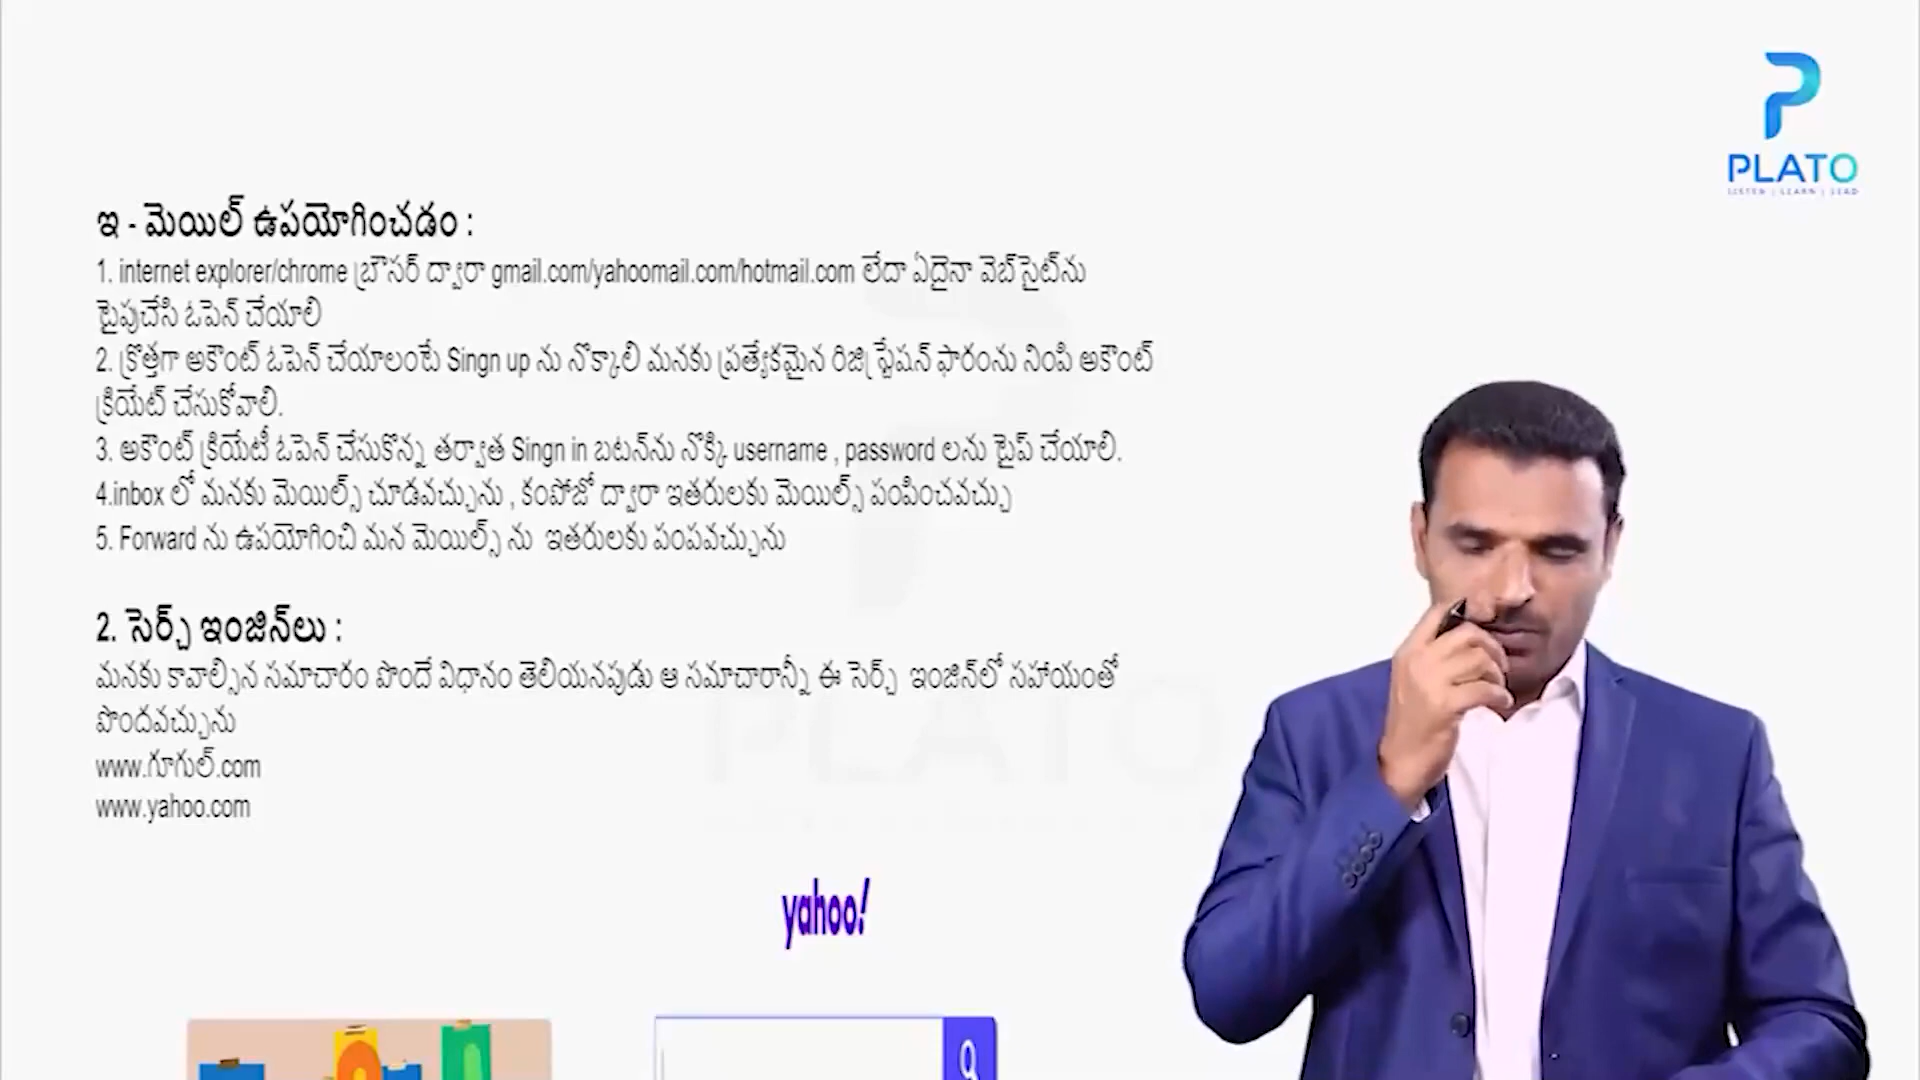 PLATO
LISTEN | LEARN | LEAD
ఇ - మెయిల్ ఉపయోగించడం :
1. internet explorer/chrome బ్రౌసర్ ద్వారా gmail.com/yahoomail.com/hotmail.com లేదా ఏదైనా వెబ్‌సైట్‌ను
టైపుచేసి ఓపెన్ చేయాలి
2. క్రొత్తగా అకౌంట్ ఓపెన్ చేయాలంటే Singn up ను నొక్కాలి మనకు ప్రత్యేకమైన రిజిస్ట్రేషన్ ఫారంను నింపి అకౌంట్
క్రియేట్ చేసుకోవాలి.
3. అకౌంట్ క్రియేటీ ఓపెన్ చేసుకొన్న తర్వాత Singn in బటన్‌ను నొక్కి username , password లను టైప్ చేయాలి.
4.inbox లో మనకు మెయిల్స్ చూడవచ్చును , కంపోజో ద్వారా ఇతరులకు మెయిల్స్ పంపించవచ్చు
5. Forward ను ఉపయోగించి మన మెయిల్స్ ను ఇతరులకు పంపవచ్చును
2. సెర్చ్ ఇంజిన్‌లు :
మనకు కావాల్సిన సమాచారం పొందే విధానం తెలియనపుడు ఆ సమాచారాన్నీ ఈ సెర్చ్ ఇంజిన్‌లో సహాయంతో
పొందవచ్చును
www.గూగుల్.com
www.yahoo.com
PLATO
yahoo!